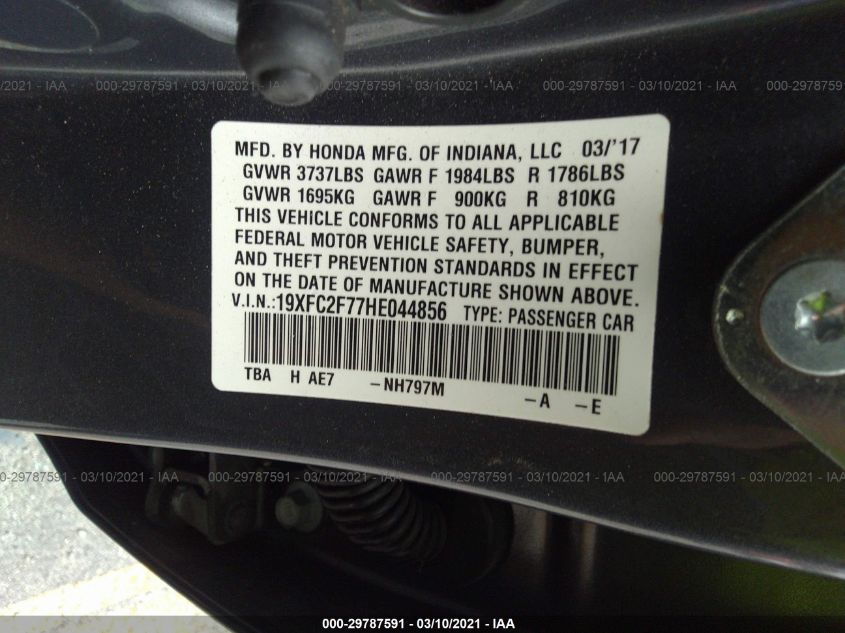 000-29787591 - 03/10/2021 - IAA 000-29787591 - 03/10/2021 - IAA 000-29787591 - 03/10/2021 - IAA
MFD. BY HONDA MFG. OF INDIANA, LLC 03/'17
GVWR 3737LBS GAWR F 1984LBS R 1786LBS
GVWR 1695KG GAWR F 900KG R 810KG
THIS VEHICLE CONFORMS TO ALL APPLICABLE
FEDERAL MOTOR VEHICLE SAFETY, BUMPER,
AND THEFT PREVENTION STANDARDS IN EFFECT
ON THE DATE OF MANUFACTURE SHOWN ABOVE.
V.I.N.:19XFC2F77HE044856 TYPE: PASSENGER CAR
TBA H AE7 -NH797M -A -E
000-29787591 - 03/10/2021 - IAA 000-29787591 - 03/10/2021 - IAA 000-29787591 - 03/10/2021 - IAA
000-29787591 - 03/10/2021 - IAA